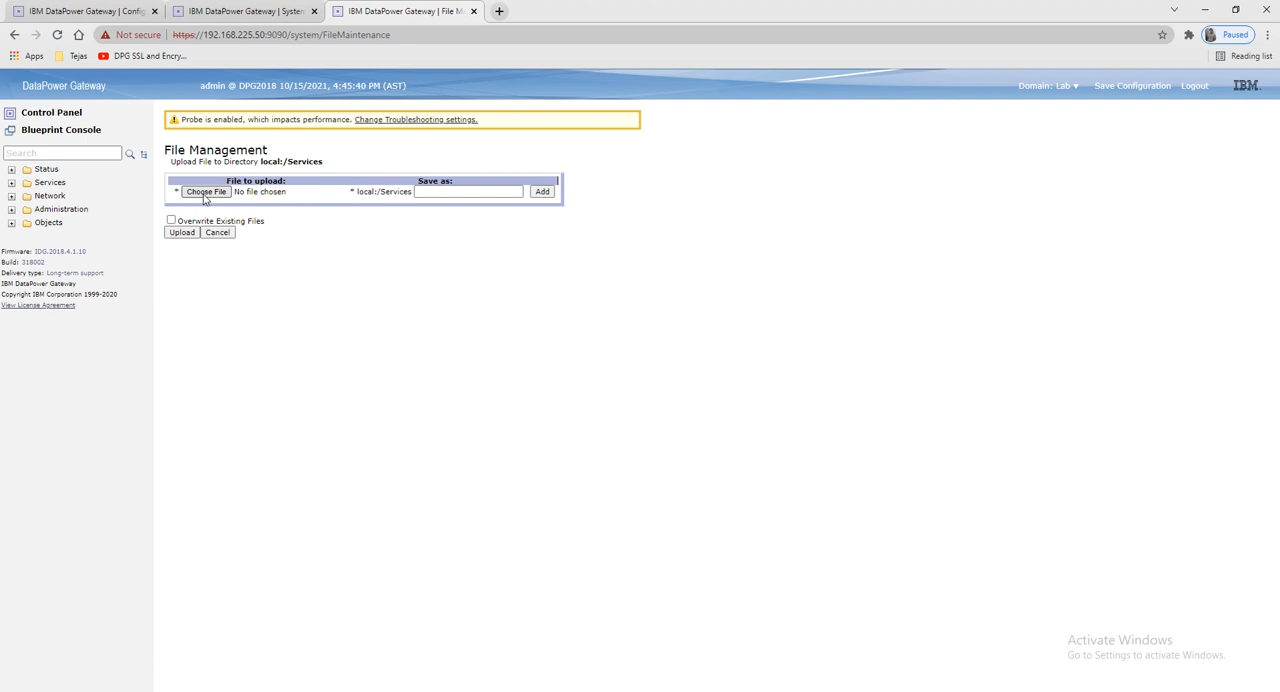 IBM DataPower Gateway | Config
IBM DataPower Gateway | System
IBM DataPower Gateway | File M
Not secure | https://192.168.225.50:9090/system/FileMaintenance
Paused
Apps
Tejas
DPG SSL and Encry...
Reading list
DataPower Gateway
admin @ DPG2018 10/15/2021, 4:45:40 PM (AST)
Domain: Lab ▾
Save Configuration
Logout
IBM.
Control Panel
Blueprint Console
Search
Status
Services
Network
Administration
Objects
Firmware: IDG.2018.4.1.10
Build: 318002
Delivery type: Long-term support
IBM DataPower Gateway
Copyright IBM Corporation 1999-2020
View License Agreement
Probe is enabled, which impacts performance. Change Troubleshooting settings.
File Management
Upload File to Directory local:/Services
File to upload: Save as:
* Choose File No file chosen * local:/Services Add
Overwrite Existing Files
Upload Cancel
Activate Windows
Go to Settings to activate Windows.